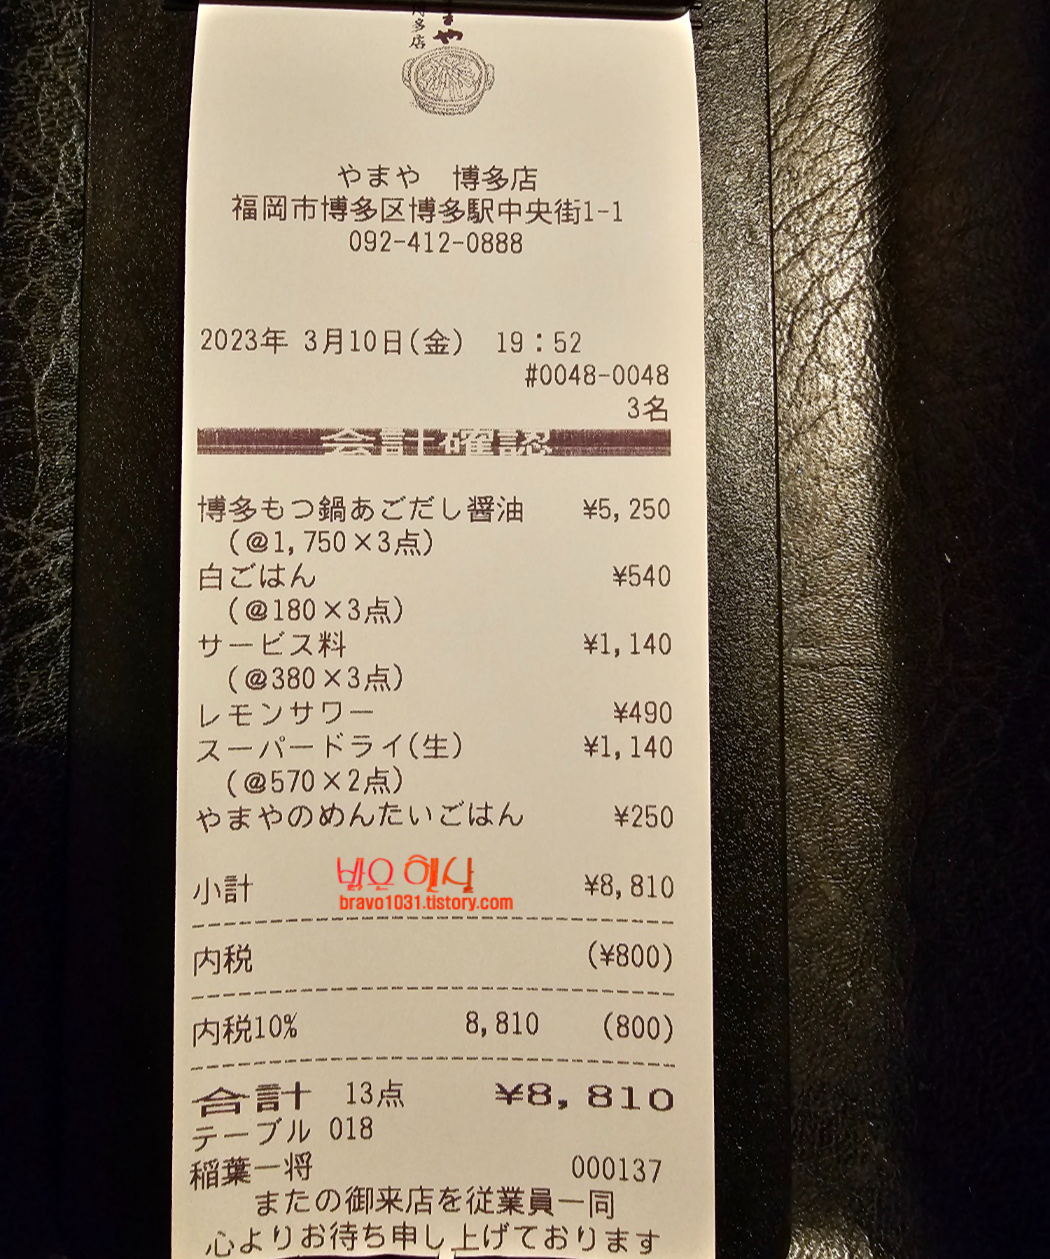 まや
博多店
やまや 博多店
福岡市博多区博多駅中央街1-1
092-412-0888
2023年 3月10日(金) 19:52
#0048-0048
3名
会計確認
博多もつ鍋あごだし醤油 ¥5,250
(@1,750×3点)
白ごはん ¥540
(@180×3点)
サービス料 ¥1,140
(@380×3点)
レモンサワー ¥490
スーパードライ(生) ¥1,140
(@570×2点)
やまやのめんたいごはん ¥250
小計 ¥8,810
bravo1031.tistory.com
内税 (¥800)
内税10% 8,810 (800)
合計 13点 ¥8,810
テーブル 018
稲葉一将 000137
またの御来店を従業員一同
心よりお待ち申し上げております